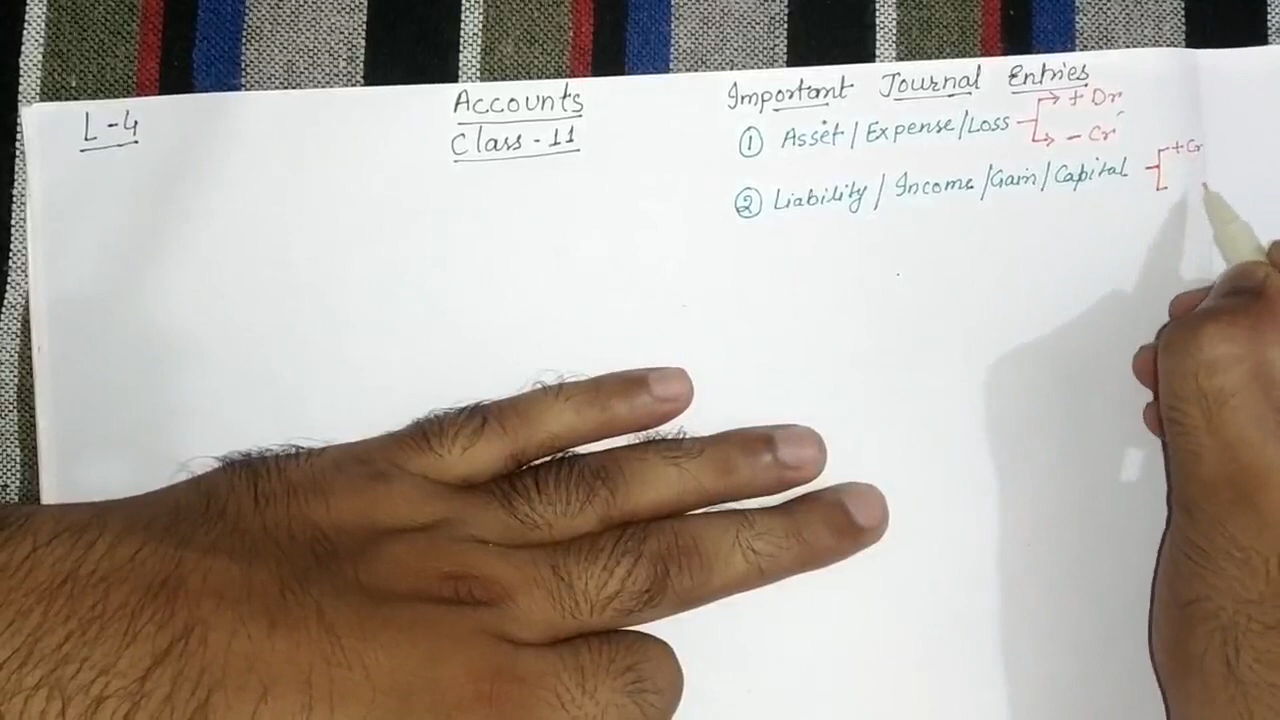 L-4
Accounts
Class - 11
Important Journal Entries
① Asset / Expense / Loss
+ Dr
- Cr
② Liability / Income / Gain / Capital
+ Cr